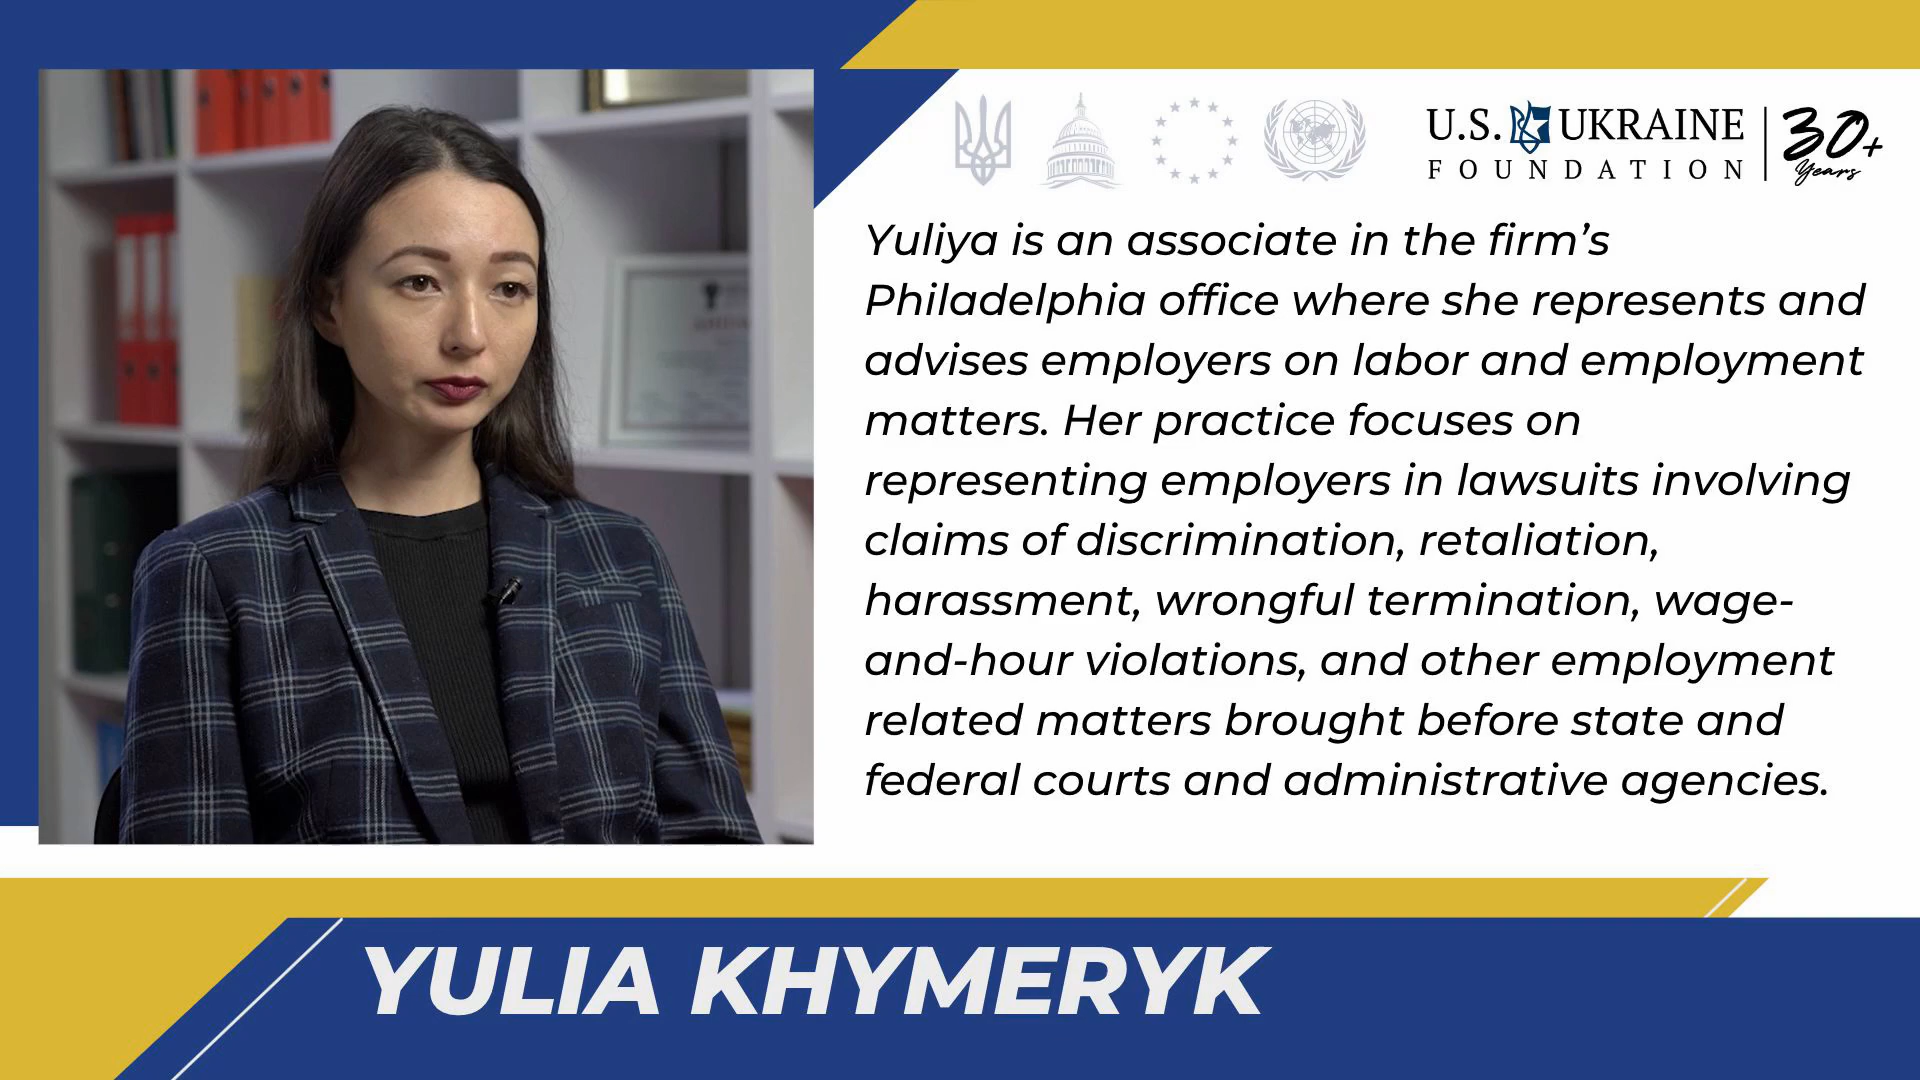 U.S. UKRAINE
FOUNDATION
30+
Years
Yuliya is an associate in the firm’s
Philadelphia office where she represents and
advises employers on labor and employment
matters. Her practice focuses on
representing employers in lawsuits involving
claims of discrimination, retaliation,
harassment, wrongful termination, wage-
and-hour violations, and other employment
related matters brought before state and
federal courts and administrative agencies.
YULIA KHYMERYK